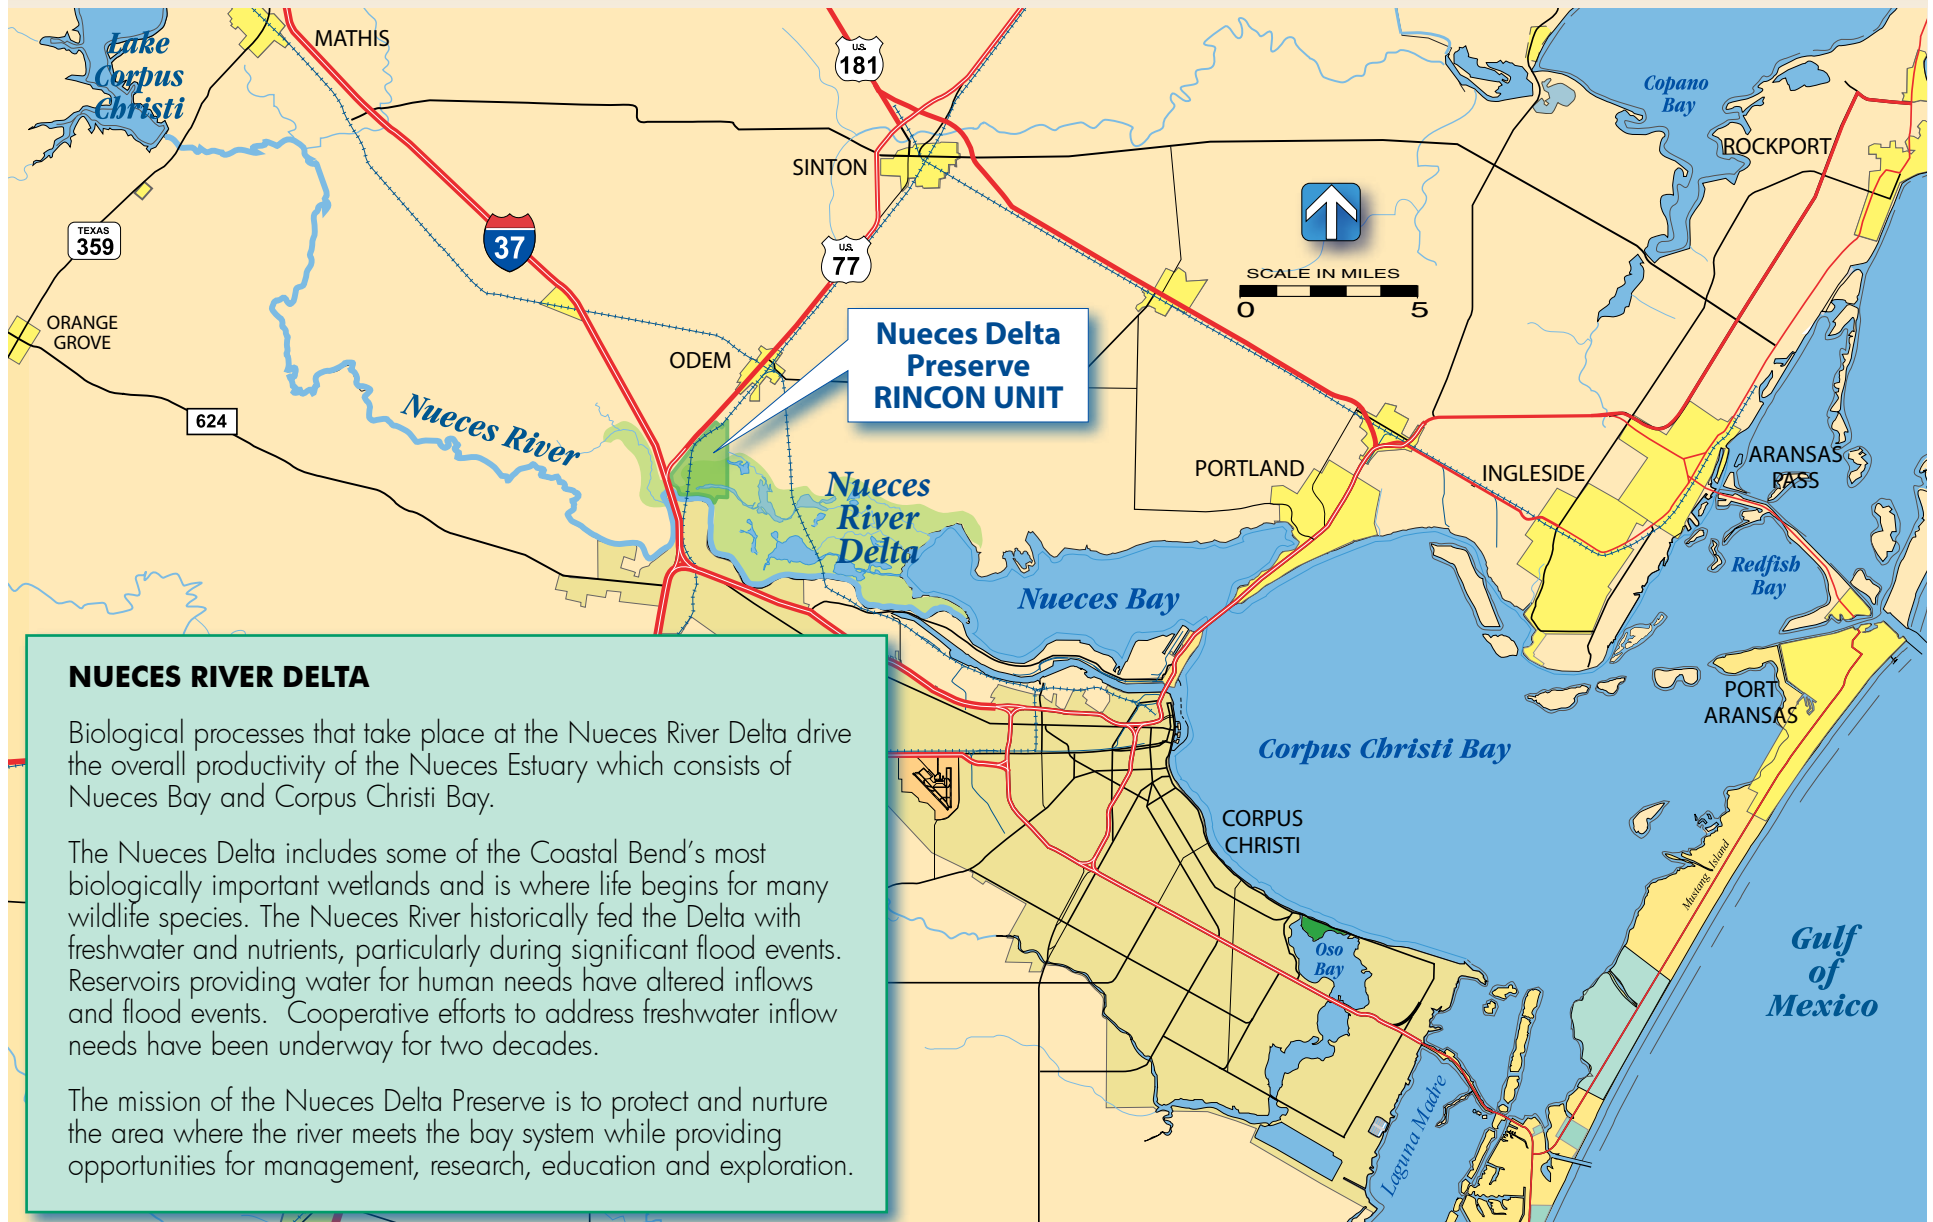 Lake
Corpus
Christi
MATHIS
U.S.
181
Copano
Bay
ROCKPORT
SINTON
TEXAS
359
37
U.S.
77
SCALE IN MILES
0 5
ORANGE
GROVE
ODEM
Nueces Delta
Preserve
RINCON UNIT
624
Nueces River
Nueces
River
Delta
PORTLAND
INGLESIDE
ARANSAS
PASS
Redfish
Bay
Nueces Bay
PORT
ARANSAS
Corpus Christi Bay
CORPUS
CHRISTI
Mustang Island
Oso
Bay
Gulf
of
Mexico
Laguna Madre
NUECES RIVER DELTA
Biological processes that take place at the Nueces River Delta drive
the overall productivity of the Nueces Estuary which consists of
Nueces Bay and Corpus Christi Bay.
The Nueces Delta includes some of the Coastal Bend's most
biologically important wetlands and is where life begins for many
wildlife species. The Nueces River historically fed the Delta with
freshwater and nutrients, particularly during significant flood events.
Reservoirs providing water for human needs have altered inflows
and flood events.  Cooperative efforts to address freshwater inflow
needs have been underway for two decades.
The mission of the Nueces Delta Preserve is to protect and nurture
the area where the river meets the bay system while providing
opportunities for management, research, education and exploration.